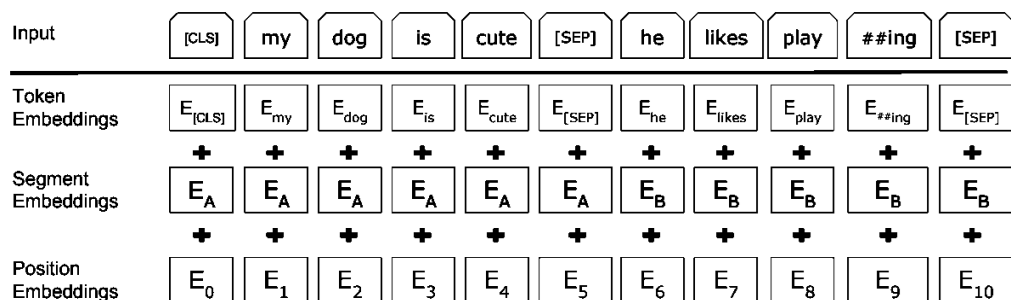 Input [CLS] my dog is cute [SEP] he likes play ##ing [SEP]
Token
Embeddings
E[CLS] Emy Edog Eis Ecute E[SEP] Ehe Elikes Eplay E##ing E[SEP]
+ + + + + + + + + + +
Segment
Embeddings
EA EA EA EA EA EA EB EB EB EB EB
+ + + + + + + + + + +
Position
Embeddings
E0 E1 E2 E3 E4 E5 E6 E7 E8 E9 E10